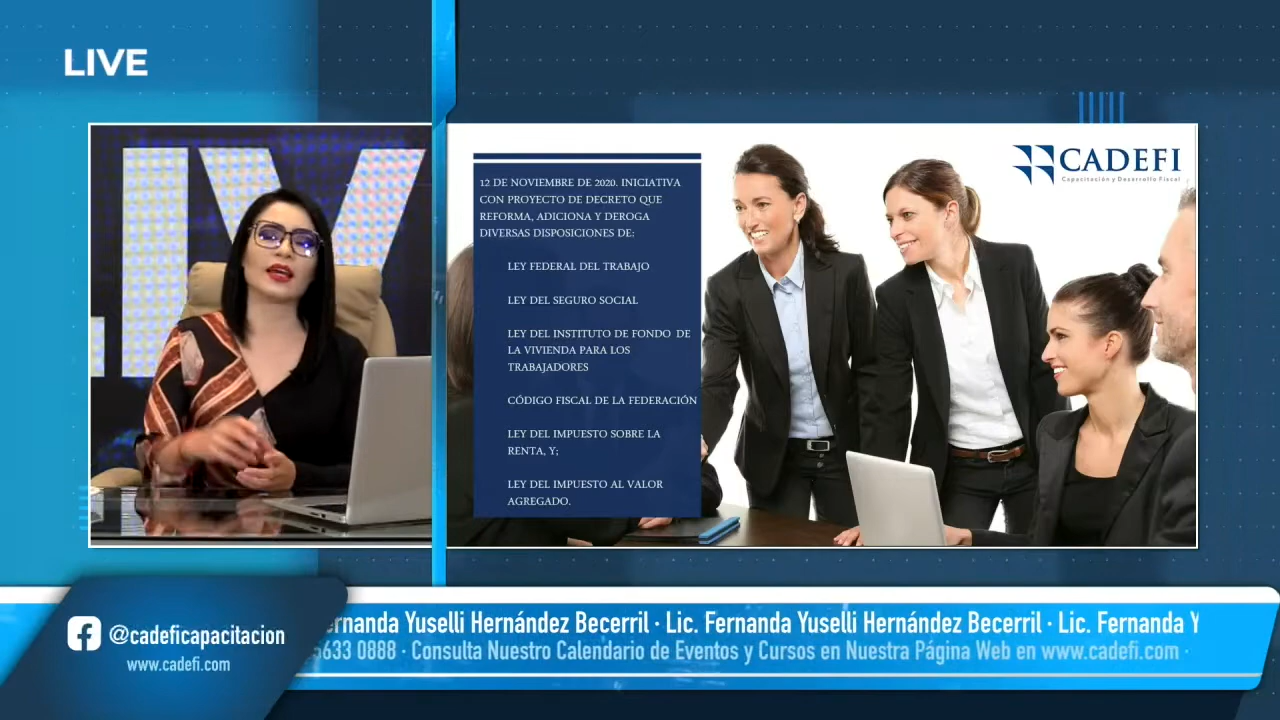 LIVE
CADEFI
Capacitación y Desarrollo Fiscal
12 DE NOVIEMBRE DE 2020. INICIATIVA
CON PROYECTO DE DECRETO QUE
REFORMA, ADICIONA Y DEROGA
DIVERSAS DISPOSICIONES DE:
LEY FEDERAL DEL TRABAJO
LEY DEL SEGURO SOCIAL
LEY DEL INSTITUTO DE FONDO DE
LA VIVIENDA PARA LOS
TRABAJADORES
CÓDIGO FISCAL DE LA FEDERACIÓN
LEY DEL IMPUESTO SOBRE LA
RENTA, Y;
LEY DEL IMPUESTO AL VALOR
AGREGADO.
@cadeficapacitacion
www.cadefi.com
ernanda Yuselli Hernández Becerril · Lic. Fernanda Yuselli Hernández Becerril · Lic. Fernanda Y
5633 0888 · Consulta Nuestro Calendario de Eventos y Cursos en Nuestra Página Web en www.cadefi.com ·